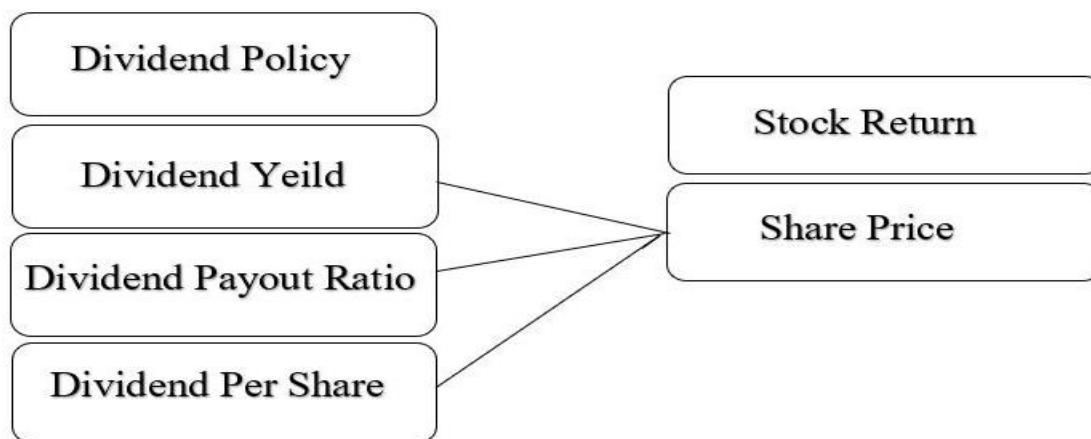 Dividend Policy
Dividend Yeild
Dividend Payout Ratio
Dividend Per Share
Stock Return
Share Price